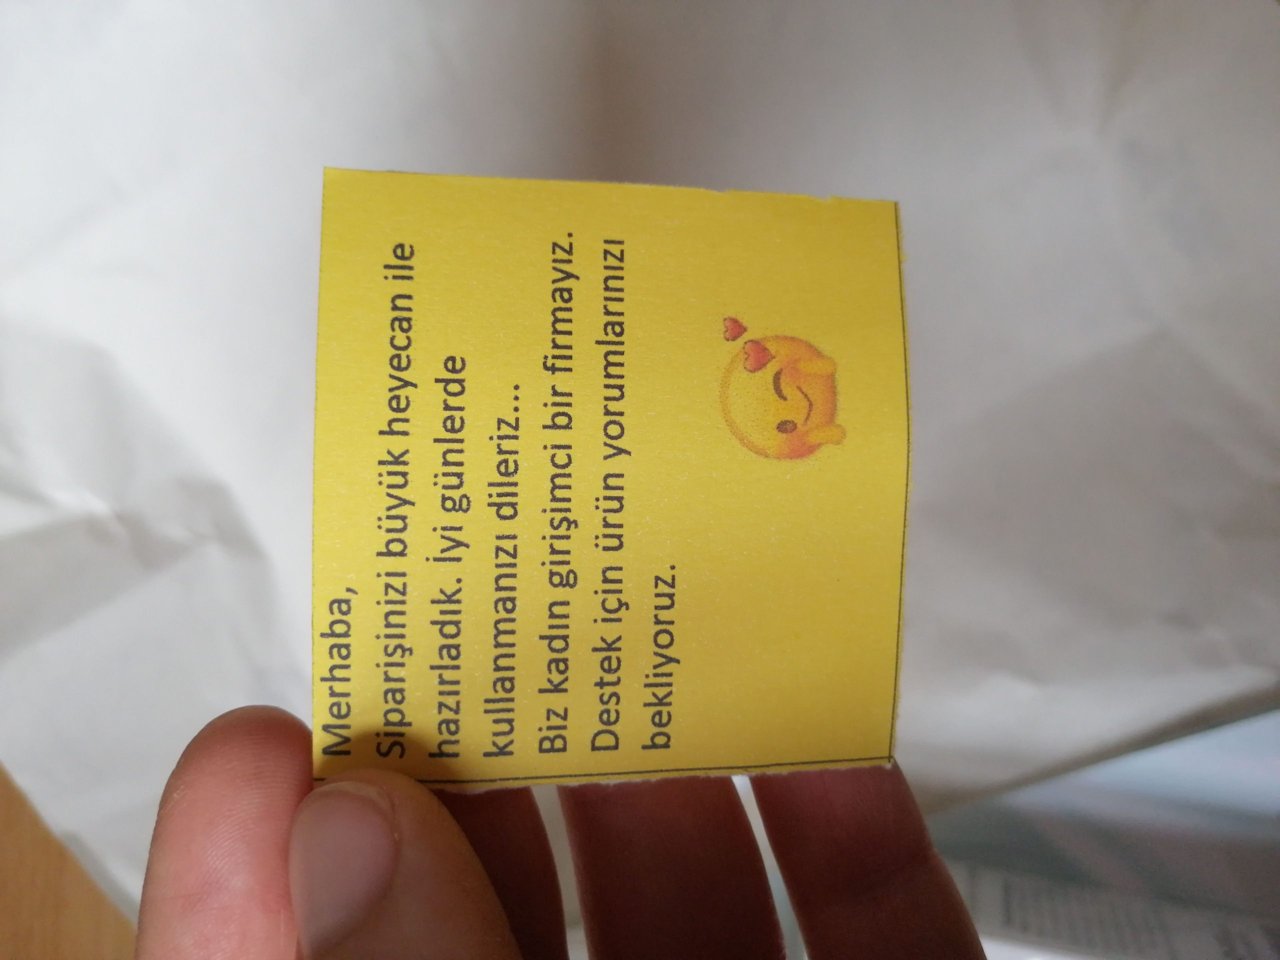 Merhaba,
Siparişinizi büyük heyecan ile
hazırladık. İyi günlerde
kullanmanızı dileriz...
Biz kadın girişimci bir firmayız.
Destek için ürün yorumlarınızı
bekliyoruz.